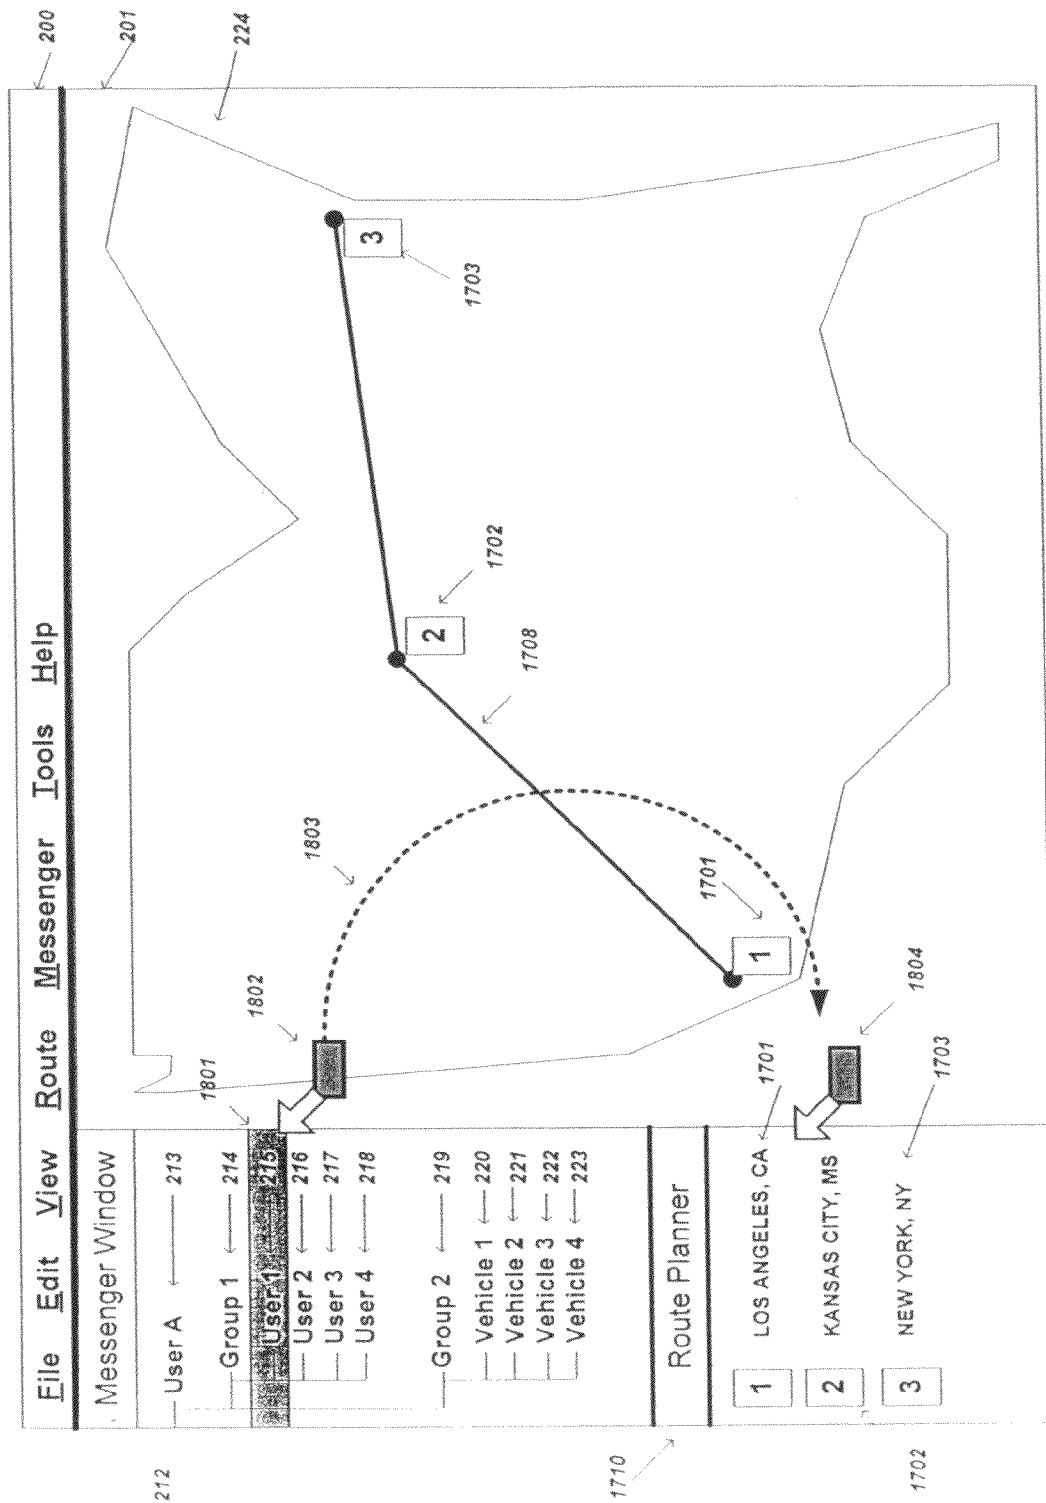 File Edit View Route Messenger Tools Help
200
201
224
Messenger Window
212
User A 213
Group 1 214
User 1 215
User 2 216
User 3 217
User 4 218
Group 2 219
Vehicle 1 220
Vehicle 2 221
Vehicle 3 222
Vehicle 4 223
1801
1802
1803
3
1703
2
1702
1708
1701
1
1710
Route Planner
1 LOS ANGELES, CA 1701
2 KANSAS CITY, MS
1804
3 NEW YORK, NY 1703
1702